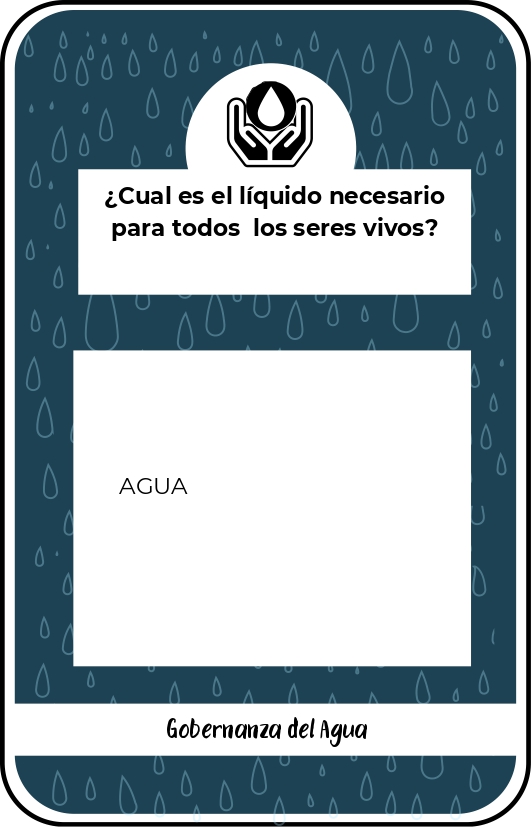 ¿Cual es el líquido necesario
para todos  los seres vivos?
AGUA
Gobernanza del Agua